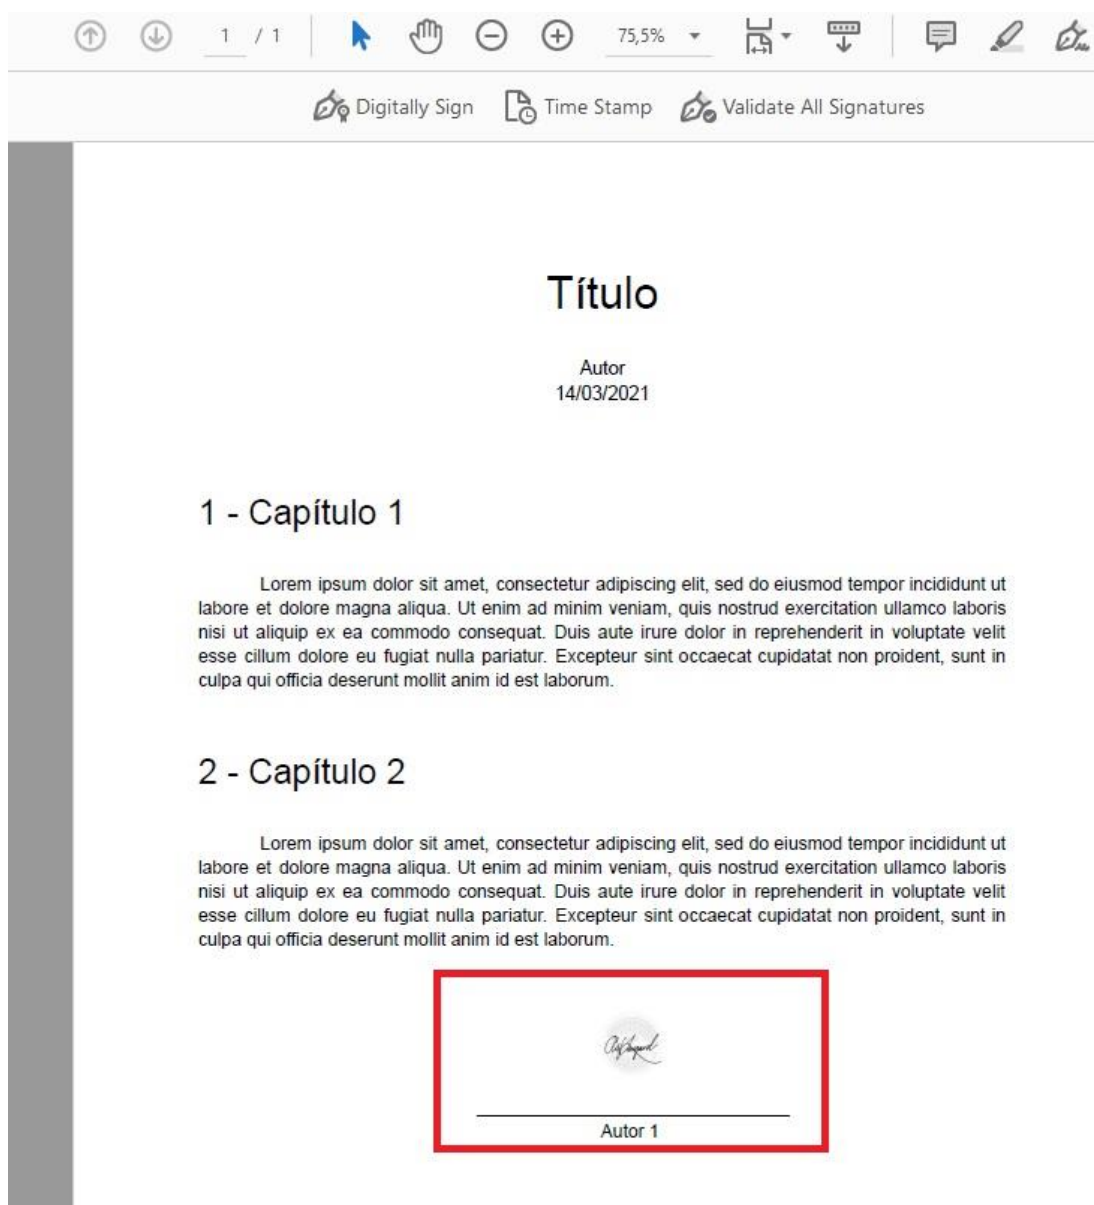 1 / 1 75,5%
Digitally Sign Time Stamp Validate All Signatures
Título
Autor
14/03/2021
1 - Capítulo 1
Lorem ipsum dolor sit amet, consectetur adipiscing elit, sed do eiusmod tempor incididunt ut
labore et dolore magna aliqua. Ut enim ad minim veniam, quis nostrud exercitation ullamco laboris
nisi ut aliquip ex ea commodo consequat. Duis aute irure dolor in reprehenderit in voluptate velit
esse cillum dolore eu fugiat nulla pariatur. Excepteur sint occaecat cupidatat non proident, sunt in
culpa qui officia deserunt mollit anim id est laborum.
2 - Capítulo 2
Lorem ipsum dolor sit amet, consectetur adipiscing elit, sed do eiusmod tempor incididunt ut
labore et dolore magna aliqua. Ut enim ad minim veniam, quis nostrud exercitation ullamco laboris
nisi ut aliquip ex ea commodo consequat. Duis aute irure dolor in reprehenderit in voluptate velit
esse cillum dolore eu fugiat nulla pariatur. Excepteur sint occaecat cupidatat non proident, sunt in
culpa qui officia deserunt mollit anim id est laborum.
Autor 1